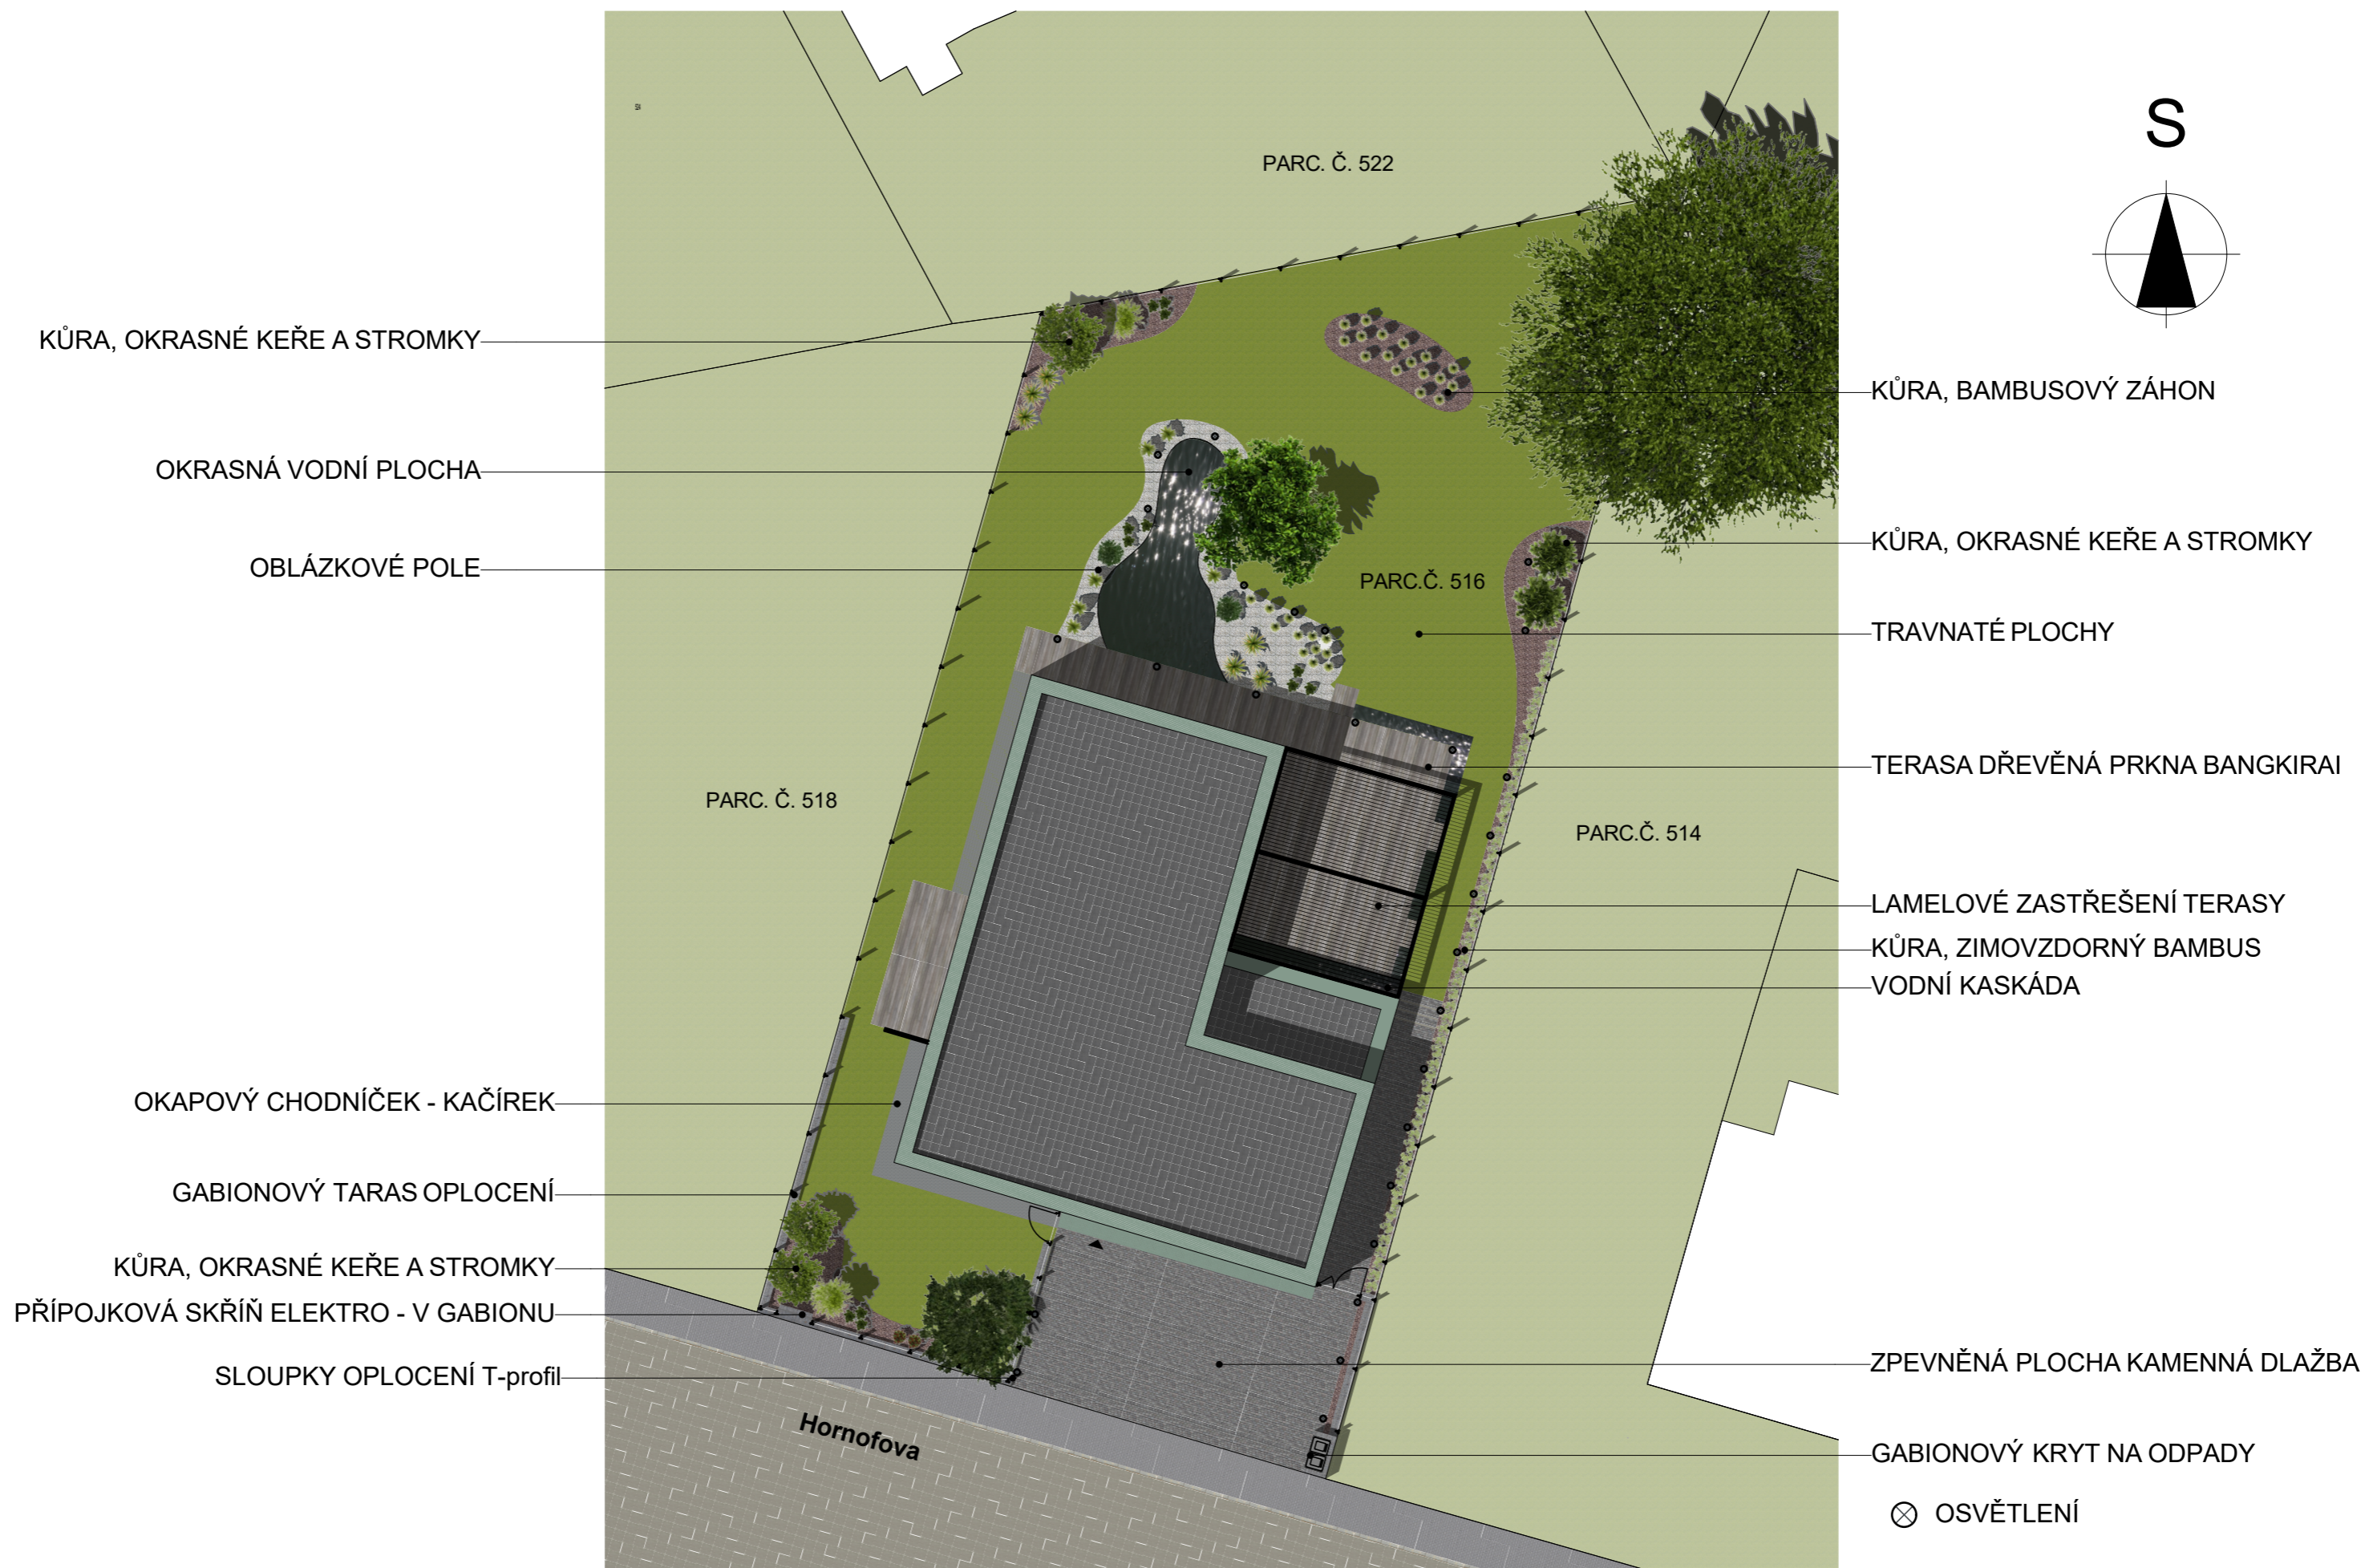 S
PARC. Č. 522
KŮRA, OKRASNÉ KEŘE A STROMKY
OKRASNÁ VODNÍ PLOCHA
OBLÁZKOVÉ POLE
PARC.Č. 516
PARC. Č. 518
PARC.Č. 514
OKAPOVÝ CHODNÍČEK - KAČÍREK
GABIONOVÝ TARAS OPLOCENÍ
KŮRA, OKRASNÉ KEŘE A STROMKY
PŘÍPOJKOVÁ SKŘÍŇ ELEKTRO - V GABIONU
SLOUPKY OPLOCENÍ T-profil
Hornofova
KŮRA, BAMBUSOVÝ ZÁHON
KŮRA, OKRASNÉ KEŘE A STROMKY
TRAVNATÉ PLOCHY
TERASA DŘEVĚNÁ PRKNA BANGKIRAI
LAMELOVÉ ZASTŘEŠENÍ TERASY
KŮRA, ZIMOVZDORNÝ BAMBUS
VODNÍ KASKÁDA
ZPEVNĚNÁ PLOCHA KAMENNÁ DLAŽBA
GABIONOVÝ KRYT NA ODPADY
OSVĚTLENÍ